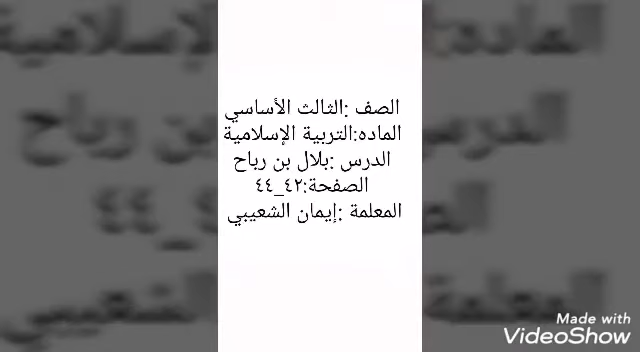 الصف :الثالث الأساسي
الماده:التربية الإسلامية
الدرس :بلال بن رباح
الصفحة:٤٢_٤٤
المعلمة :إيمان الشعيبي
Made with
VideoShow